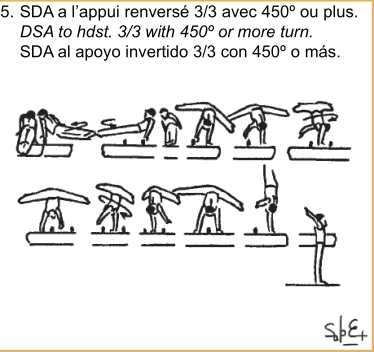 5. SDA a l'appui renversé 3/3 avec 450º ou plus.
DSA to hdst. 3/3 with 450º or more turn.
SDA al apoyo invertido 3/3 con 450º o más.